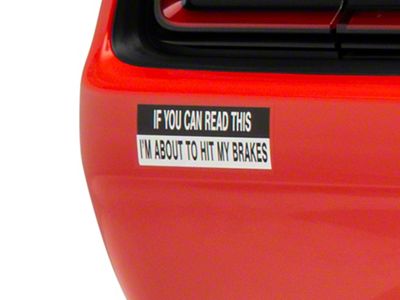 IF YOU CAN READ THIS
I'M ABOUT TO HIT MY BRAKES